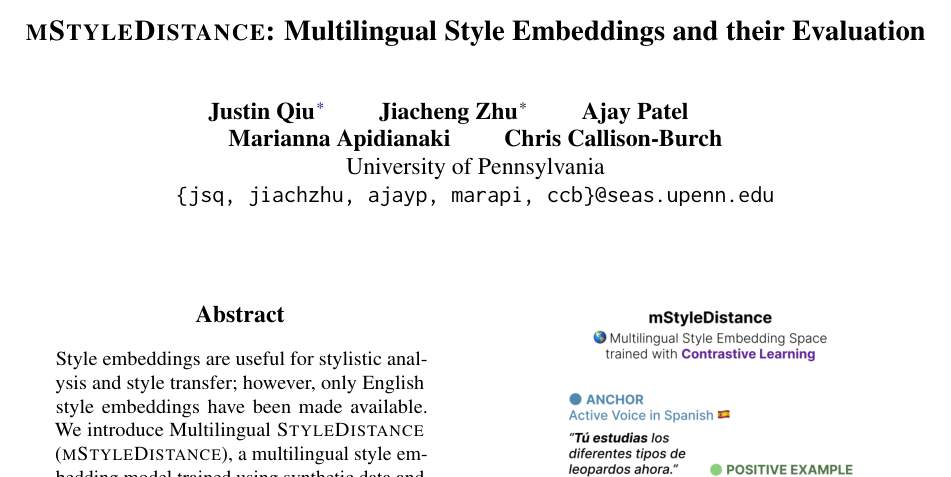 MSTYLEDISTANCE: Multilingual Style Embeddings and their Evaluation
Justin Qiu* Jiacheng Zhu* Ajay Patel
Marianna Apidianaki Chris Callison-Burch
University of Pennsylvania
{jsq, jiachzhu, ajayp, marapi, ccb}@seas.upenn.edu
Abstract
Style embeddings are useful for stylistic anal-
ysis and style transfer; however, only English
style embeddings have been made available.
We introduce Multilingual STYLEDISTANCE
(MSTYLEDISTANCE), a multilingual style em-
bedding model trained using synthetic data and
mStyleDistance
Multilingual Style Embedding Space
trained with Contrastive Learning
ANCHOR
Active Voice in Spanish
"Tú estudias los
diferentes tipos de
leopardos ahora."
POSITIVE EXAMPLE